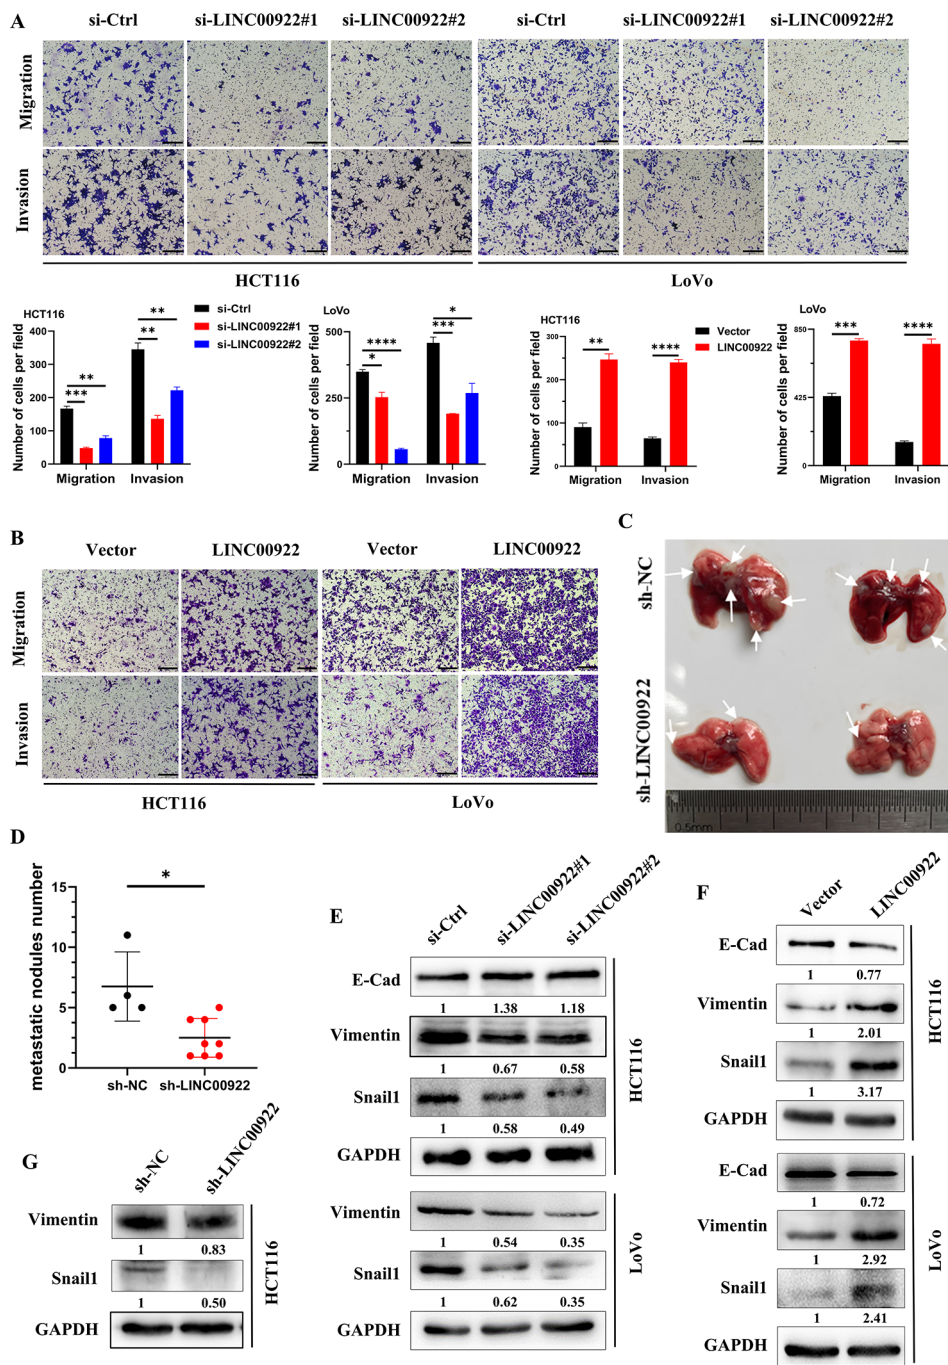 A
si-Ctrl si-LINC00922#1 si-LINC00922#2 si-Ctrl si-LINC00922#1 si-LINC00922#2
Migration
Invasion
HCT116 LoVo
HCT116
Number of cells per field
400
300
200
100
0
*** ** ** **
Migration Invasion
si-Ctrl
si-LINC00922#1
si-LINC00922#2
LoVo
Number of cells per field
500
250
0
* **** *** *
Migration Invasion
HCT116
Number of cells per field
400
300
200
100
0
** ****
Migration Invasion
Vector
LINC00922
LoVo
Number of cells per field
850
425
0
*** ****
Migration Invasion
B
Vector LINC00922 Vector LINC00922
Migration
Invasion
HCT116 LoVo
C
sh-NC
sh-LINC00922
0.5mm
D
metastatic nodules number
15
10
5
0
*
sh-NC sh-LINC00922
E
si-Ctrl si-LINC00922#1 si-LINC00922#2
E-Cad
1 1.38 1.18
Vimentin
1 0.67 0.58
Snail1
1 0.58 0.49
GAPDH
HCT116
Vimentin
1 0.54 0.35
Snail1
1 0.62 0.35
GAPDH
LoVo
F
Vector LINC00922
E-Cad
1 0.77
Vimentin
1 2.01
Snail1
1 3.17
GAPDH
HCT116
E-Cad
1 0.72
Vimentin
1 2.92
Snail1
1 2.41
GAPDH
LoVo
G
sh-NC sh-LINC00922
Vimentin
1 0.83
Snail1
1 0.50
GAPDH
HCT116